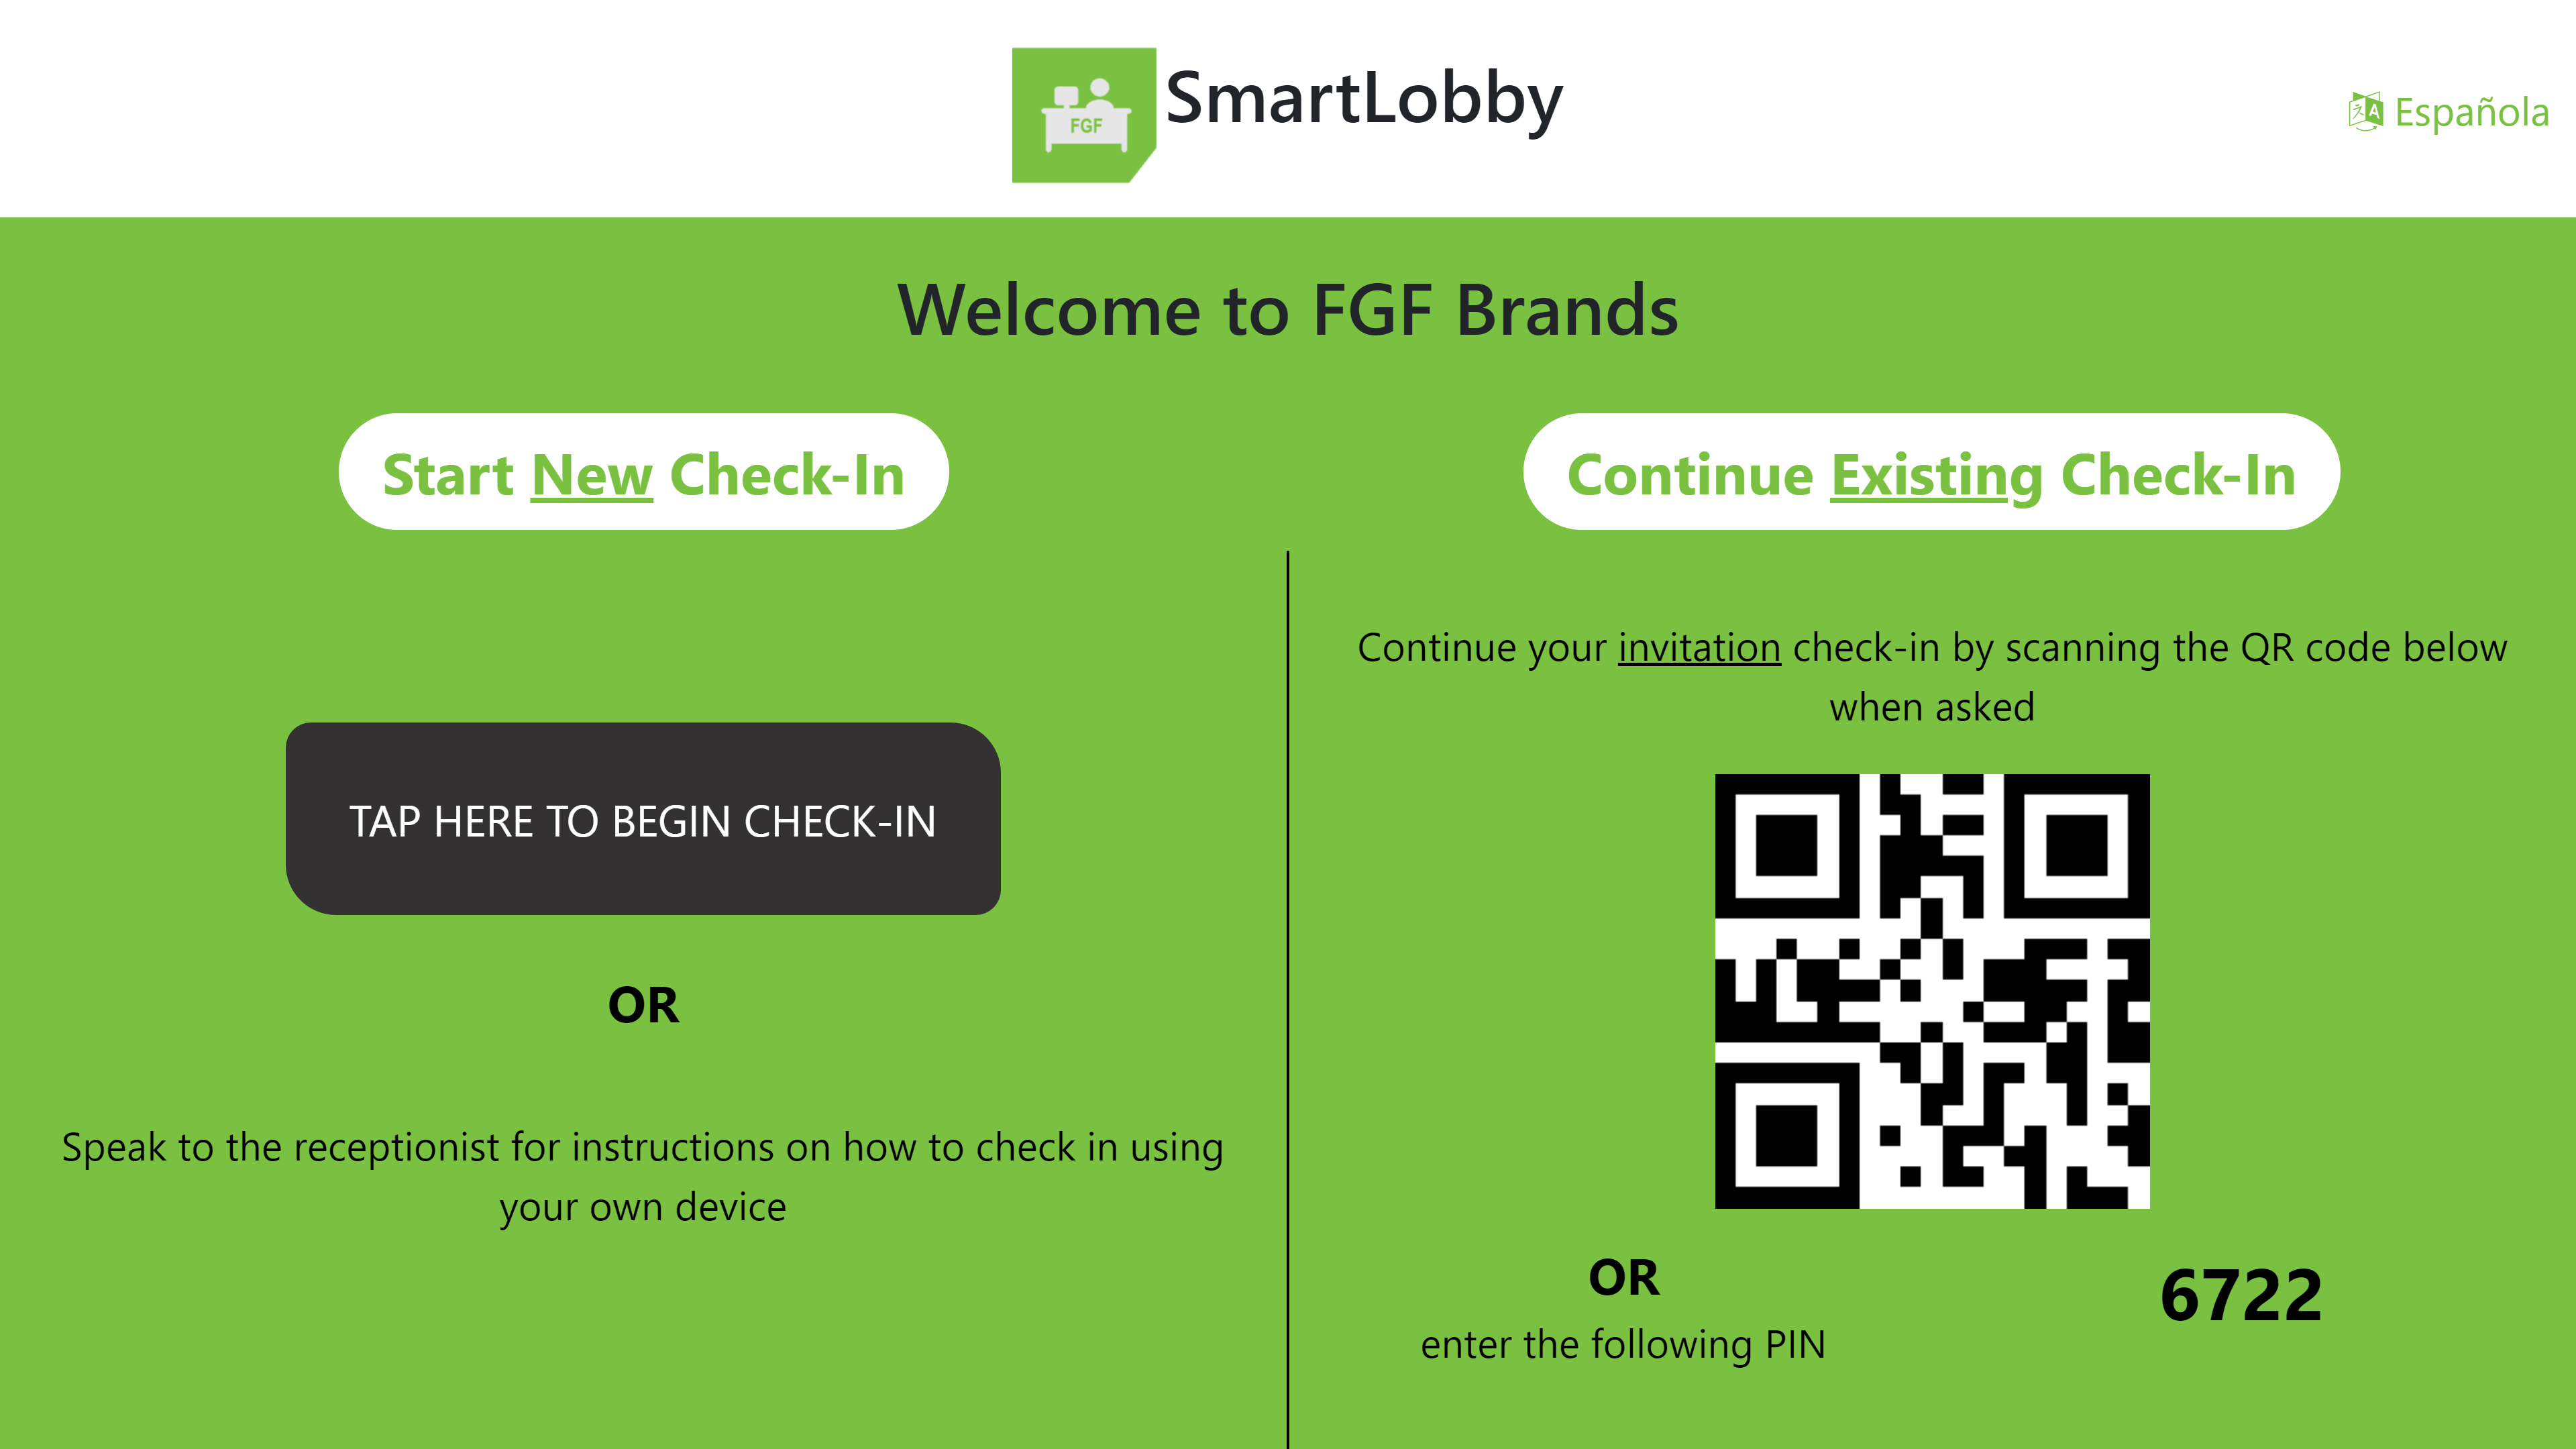 FGF
SmartLobby
Española
Welcome to FGF Brands
Start New Check-In
TAP HERE TO BEGIN CHECK-IN
OR
Speak to the receptionist for instructions on how to check in using
your own device
Continue Existing Check-In
Continue your invitation check-in by scanning the QR code below
when asked
OR
enter the following PIN
6722